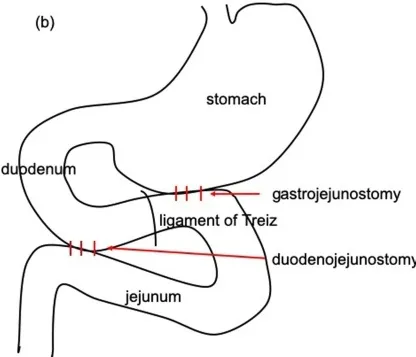 (b)
stomach
duodenum
gastrojejunostomy
ligament of Treiz
duodenojejunostomy
jejunum